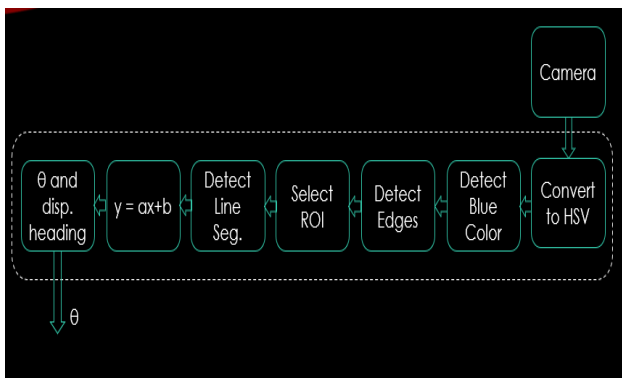 Camera
θ and
disp.
heading
y = ax+b
Detect
Line
Seg.
Select
ROI
Detect
Edges
Detect
Blue
Color
Convert
to HSV
θ